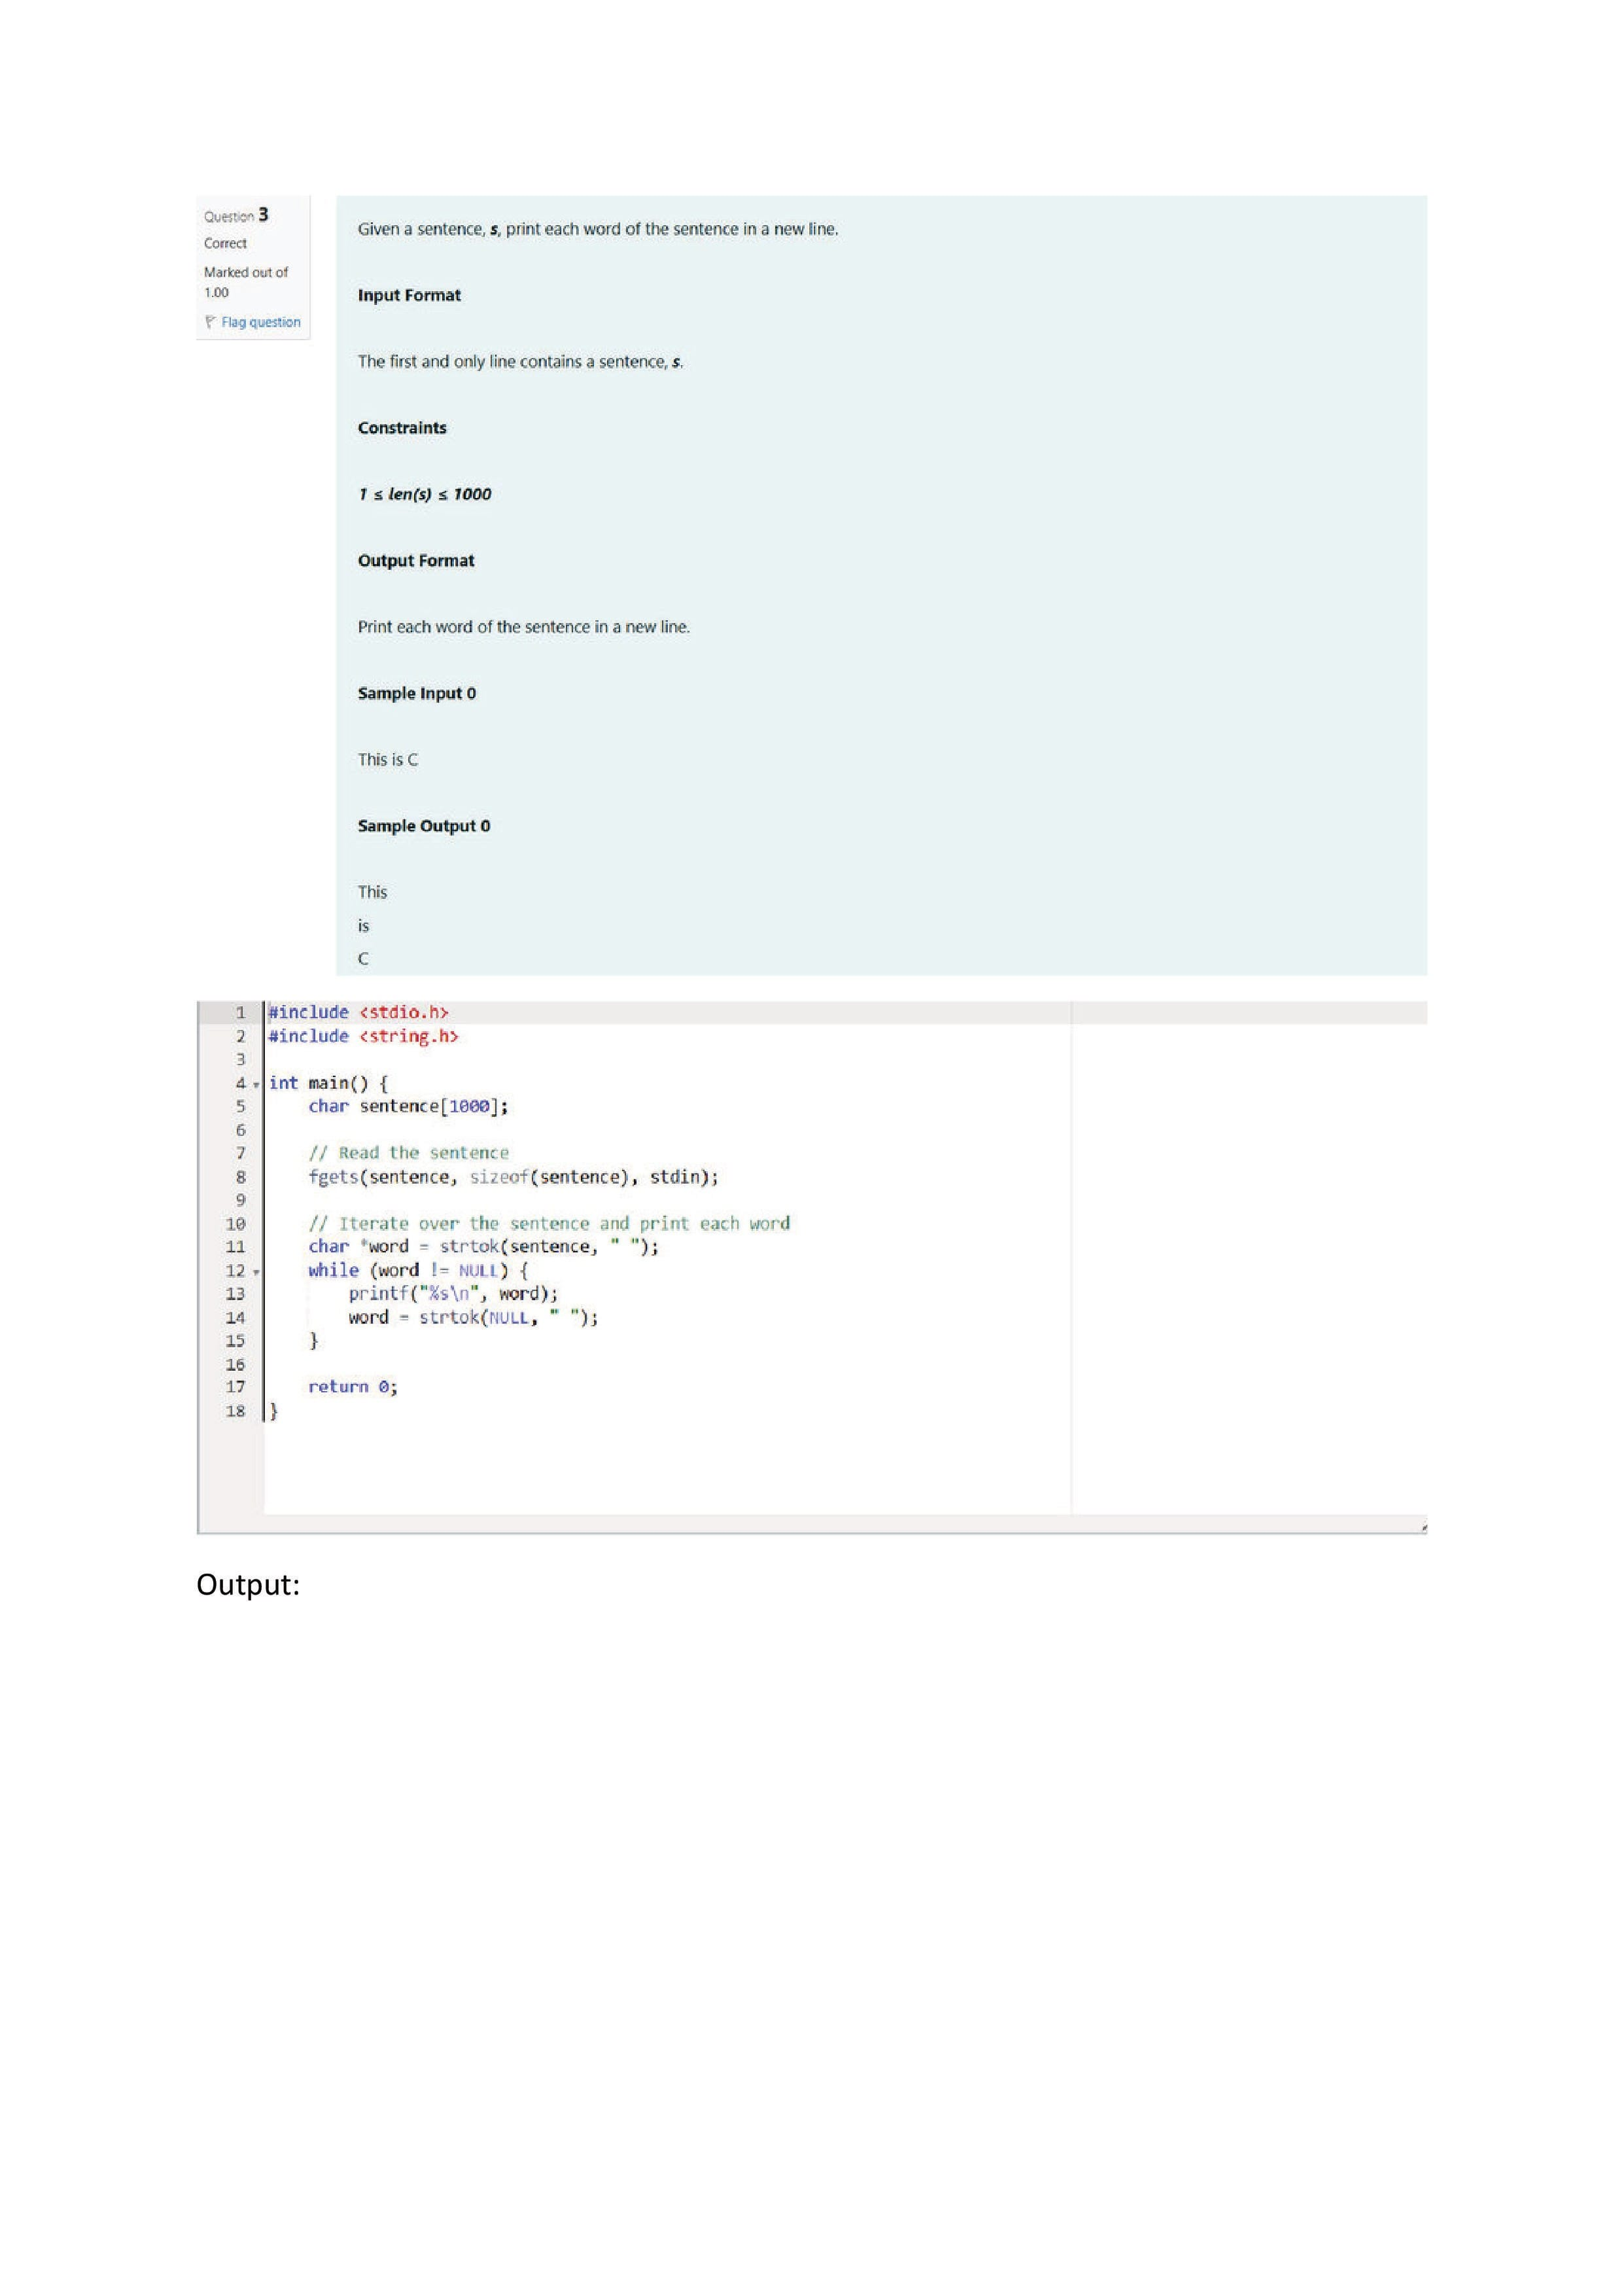 Question 3
Correct
Marked out of
1.00
Flag question
Given a sentence, s, print each word of the sentence in a new line.
Input Format
The first and only line contains a sentence, s.
Constraints
1 ≤ len(s) ≤ 1000
Output Format
Print each word of the sentence in a new line.
Sample Input 0
This is C
Sample Output 0
This
is
C
1 #include <stdio.h>
2 #include <string.h>
3
4 int main() {
5     char sentence[1000];
6
7     // Read the sentence
8     fgets(sentence, sizeof(sentence), stdin);
9
10     // Iterate over the sentence and print each word
11     char *word = strtok(sentence, " ");
12     while (word != NULL) {
13         printf("%s\n", word);
14         word = strtok(NULL, " ");
15     }
16
17     return 0;
18 }
Output: